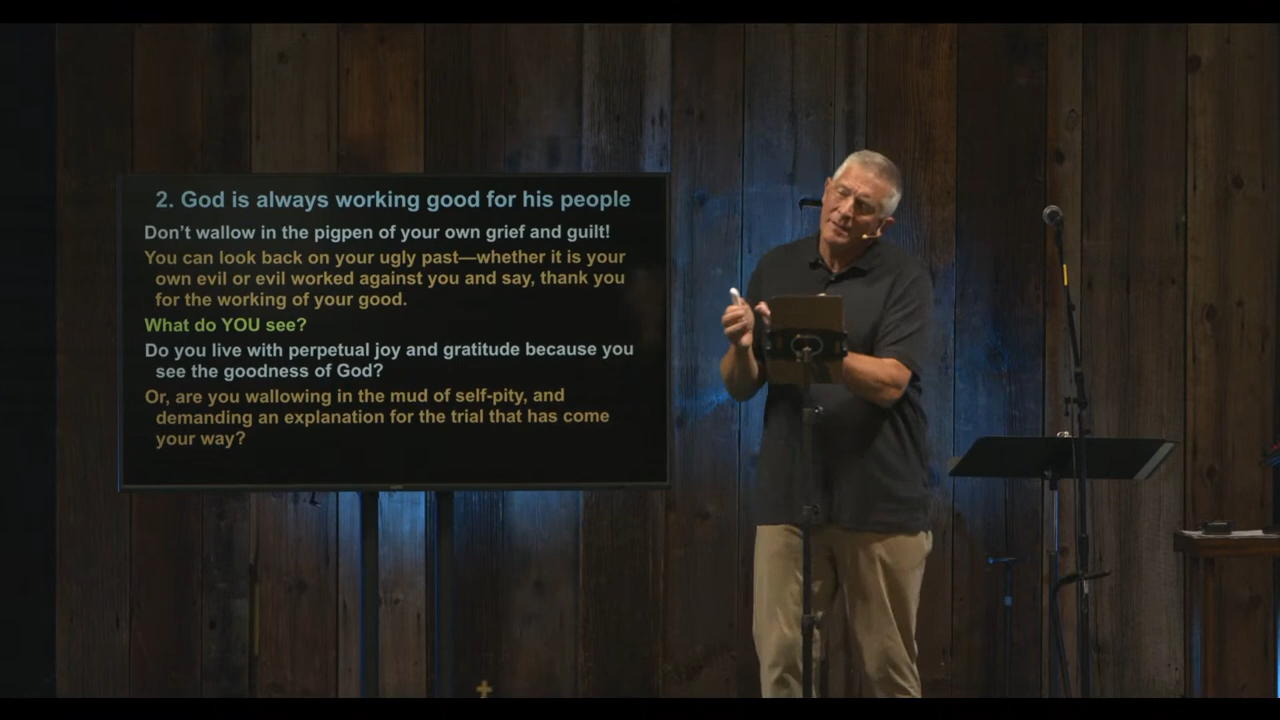 2. God is always working good for his people
Don’t wallow in the pigpen of your own grief and guilt!
You can look back on your ugly past—whether it is your
own evil or evil worked against you and say, thank you
for the working of your good.
What do YOU see?
Do you live with perpetual joy and gratitude because you
see the goodness of God?
Or, are you wallowing in the mud of self-pity, and
demanding an explanation for the trial that has come
your way?